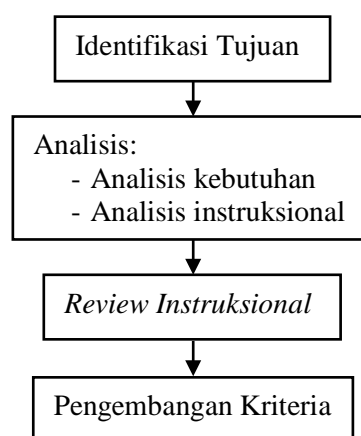 Identifikasi Tujuan
Analisis:
- Analisis kebutuhan
- Analisis instruksional
Review Instruksional
Pengembangan Kriteria